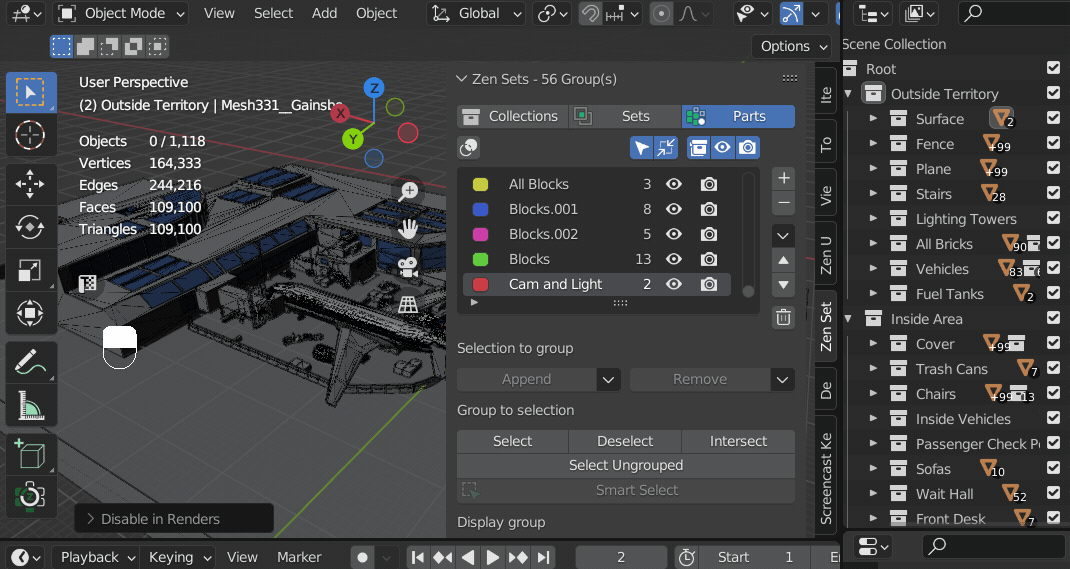 Object Mode View Select Add Object Global
Options
User Perspective
(2) Outside Territory | Mesh331__Gainsb
Objects 0 / 1,118
Vertices 164,333
Edges 244,216
Faces 109,100
Triangles 109,100
Z
X
Y
Disable in Renders
Zen Sets - 56 Group(s)
Collections Sets Parts
All Blocks 3
Blocks.001 8
Blocks.002 5
Blocks 13
Cam and Light 2
Selection to group
Append Remove
Group to selection
Select Deselect Intersect
Select Ungrouped
Smart Select
Display group
Ite
To
Vie
Zen U
Zen Set
De
Screencast Ke
Scene Collection
Root
Outside Territory
Surface 2
Fence +99
Plane +99
Stairs 28
Lighting Towers
All Bricks 90
Vehicles 83 6
Fuel Tanks 2
Inside Area
Cover +99
Trash Cans 7
Chairs +99 13
Inside Vehicles
Passenger Check P
Sofas 10
Wait Hall 52
Front Desk 7
Playback Keying View Marker 2 Start 1 E